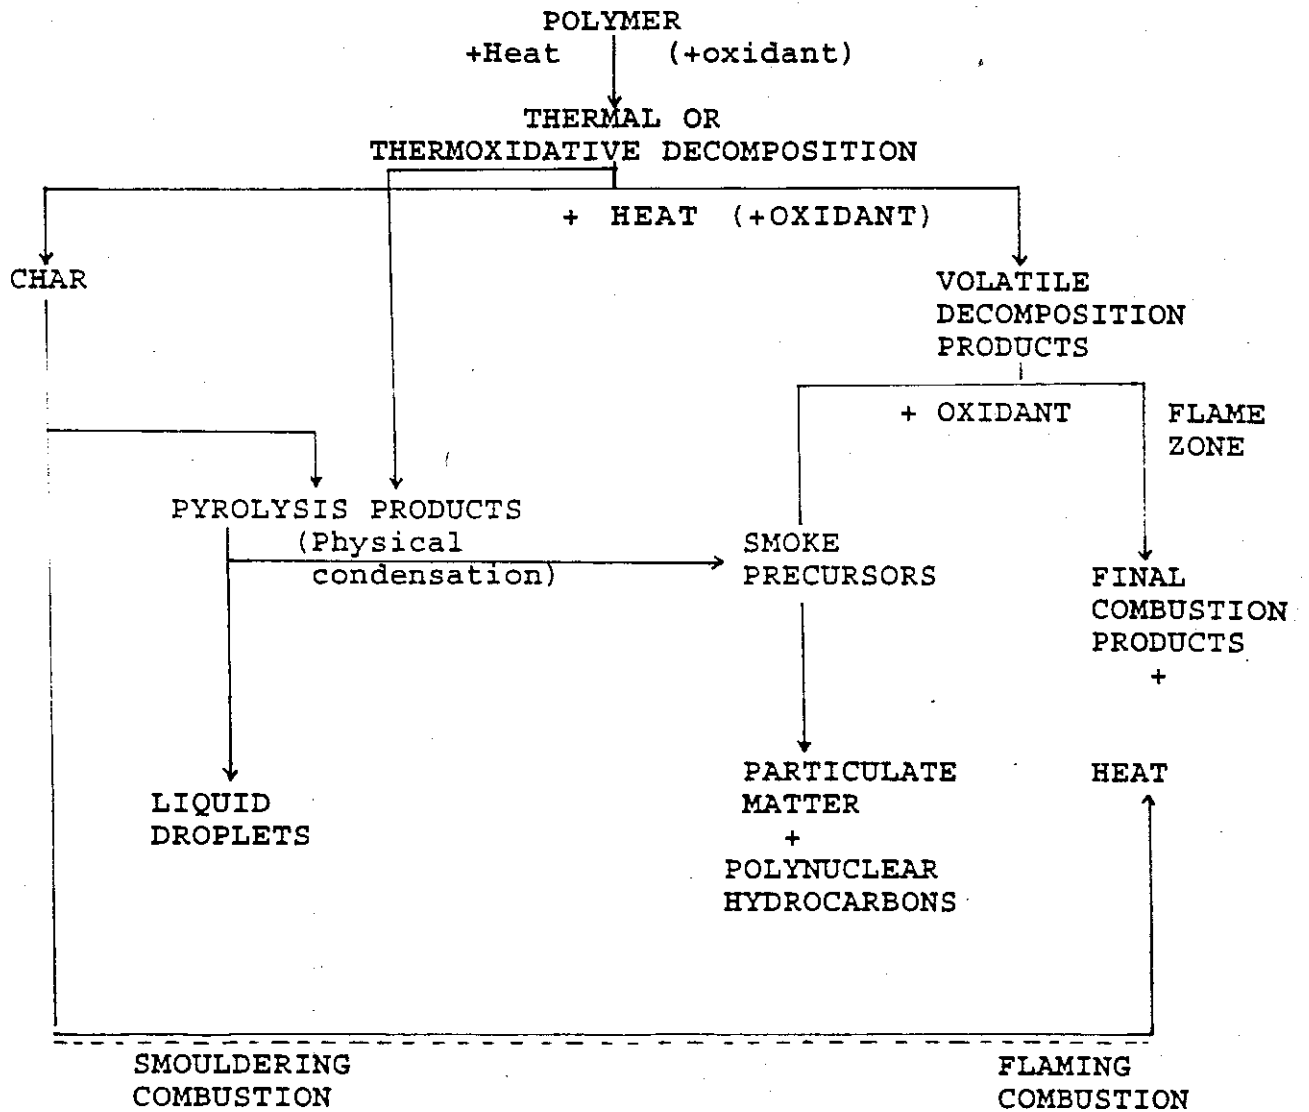 POLYMER
+Heat (+oxidant)
THERMAL OR
THERMOXIDATIVE DECOMPOSITION
+ HEAT (+OXIDANT)
CHAR
VOLATILE
DECOMPOSITION
PRODUCTS
+ OXIDANT
FLAME
ZONE
PYROLYSIS PRODUCTS
(Physical
condensation)
SMOKE
PRECURSORS
FINAL
COMBUSTION
PRODUCTS
+
HEAT
LIQUID
DROPLETS
PARTICULATE
MATTER
+
POLYNUCLEAR
HYDROCARBONS
SMOULDERING
COMBUSTION
FLAMING
COMBUSTION